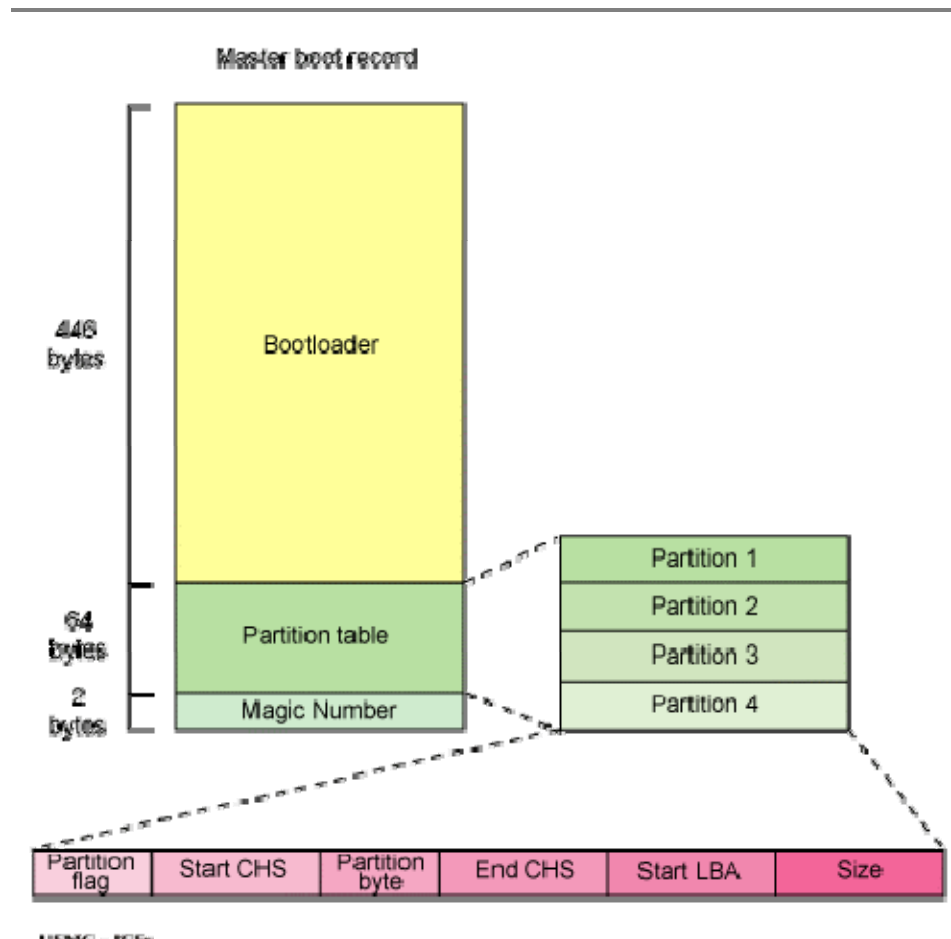 Master boot record
446
bytes
Bootloader
64
bytes
Partition table
2
bytes
Magic Number
Partition 1
Partition 2
Partition 3
Partition 4
Partition
flag
Start CHS
Partition
byte
End CHS
Start LBA
Size